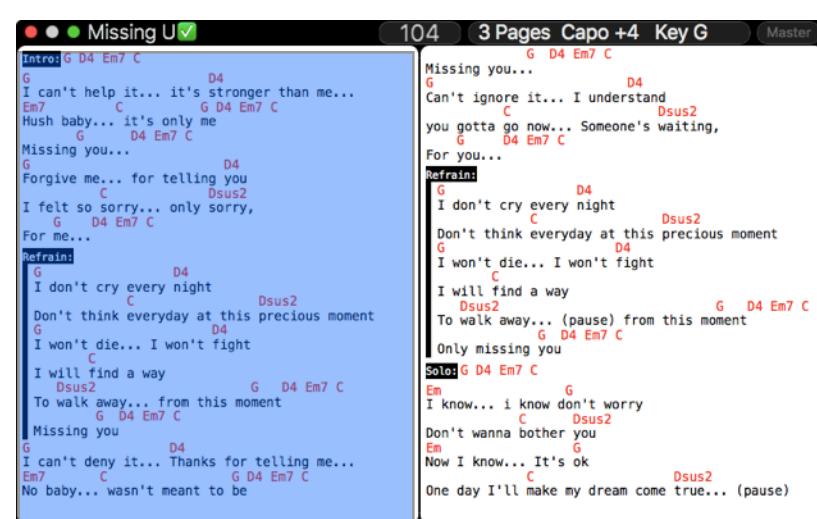 Missing U✅
104
3 Pages Capo +4 Key G
Master
Intro: G D4 Em7 C
G D4
I can't help it... it's stronger than me...
Em7 C G D4 Em7 C
Hush baby... it's only me
G D4 Em7 C
Missing you...
G D4
Forgive me... for telling you
C Dsus2
I felt so sorry... only sorry,
G D4 Em7 C
For me...
Refrain:
G D4
I don't cry every night
C Dsus2
Don't think everyday at this precious moment
G D4
I won't die... I won't fight
C
I will find a way
Dsus2 G D4 Em7 C
To walk away... from this moment
G D4 Em7 C
Missing you
G D4
I can't deny it... Thanks for telling me...
Em7 C G D4 Em7 C
No baby... wasn't meant to be
G D4 Em7 C
Missing you...
G D4
Can't ignore it... I understand
C Dsus2
you gotta go now... Someone's waiting,
G D4 Em7 C
For you...
Refrain:
G D4
I don't cry every night
C Dsus2
Don't think everyday at this precious moment
G D4
I won't die... I won't fight
C
I will find a way
Dsus2 G D4 Em7 C
To walk away... (pause) from this moment
G D4 Em7 C
Only missing you
Solo: G D4 Em7 C
Em G
I know... i know don't worry
C Dsus2
Don't wanna bother you
Em G
Now I know... It's ok
C Dsus2
One day I'll make my dream come true... (pause)